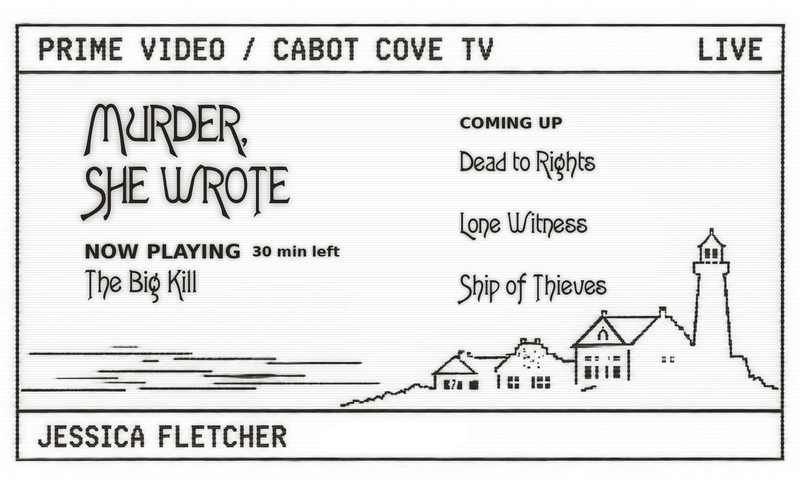 PRIME VIDEO / CABOT COVE TV
LIVE
MURDER,
SHE WROTE
NOW PLAYING 30 min left
The Big Kill
COMING UP
Dead to Rights
Lone Witness
Ship of Thieves
JESSICA FLETCHER